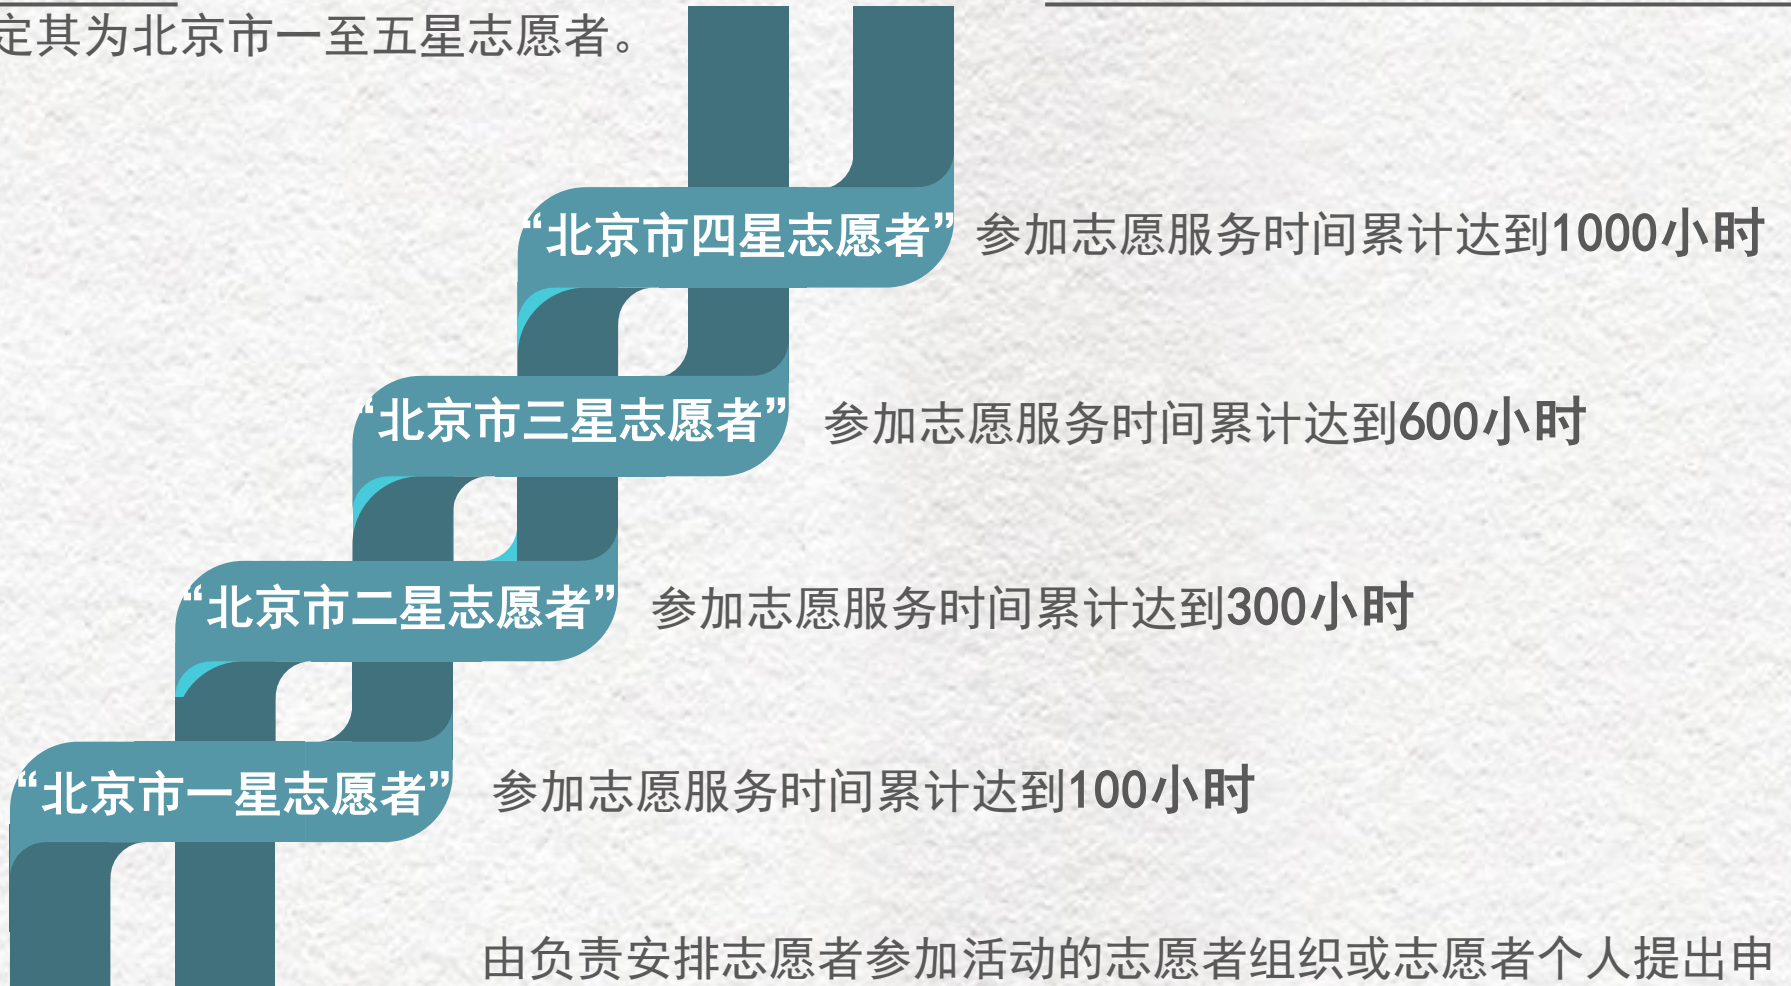 定其为北京市一至五星志愿者。
“北京市四星志愿者” 参加志愿服务时间累计达到1000小时
“北京市三星志愿者” 参加志愿服务时间累计达到600小时
“北京市二星志愿者” 参加志愿服务时间累计达到300小时
“北京市一星志愿者” 参加志愿服务时间累计达到100小时
由负责安排志愿者参加活动的志愿者组织或志愿者个人提出申